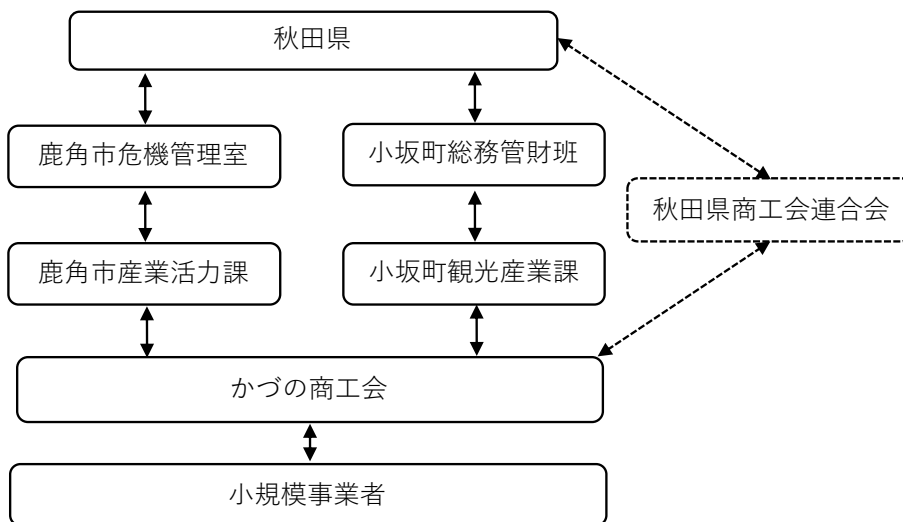 秋田県
鹿角市危機管理室
小坂町総務管財班
秋田県商工会連合会
鹿角市産業活力課
小坂町観光産業課
かづの商工会
小規模事業者